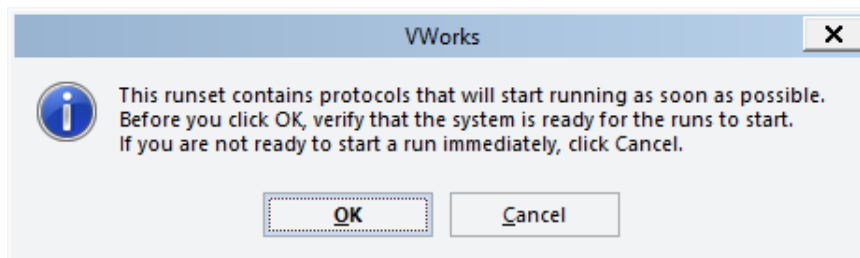 VWorks
This runset contains protocols that will start running as soon as possible.
Before you click OK, verify that the system is ready for the runs to start.
If you are not ready to start a run immediately, click Cancel.
OK
Cancel